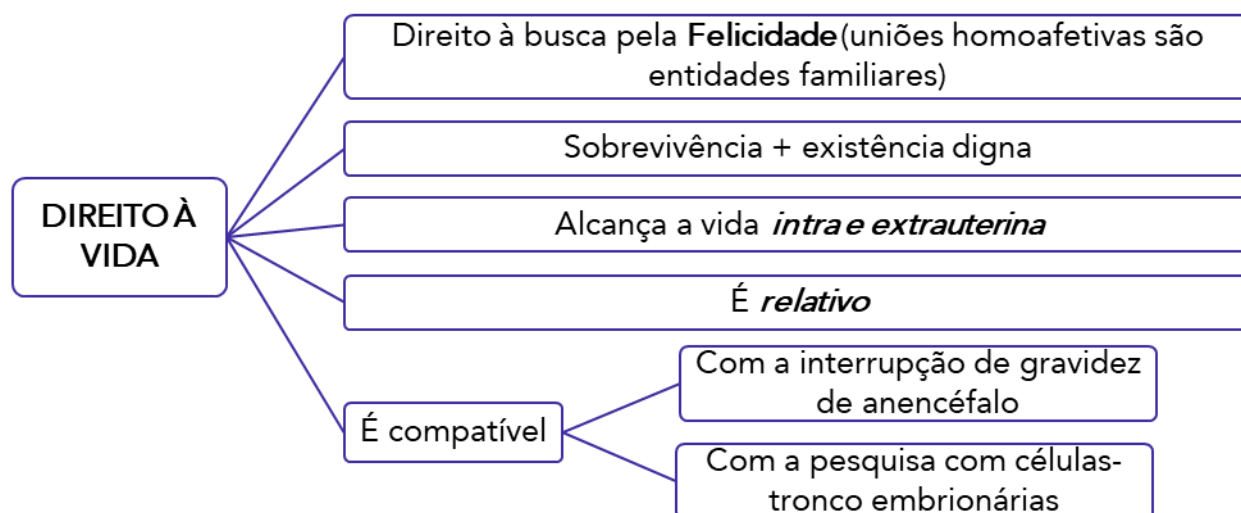 Direito à busca pela Felicidade(uniões homoafetivas são
entidades familiares)
Sobrevivência + existência digna
DIREITO À
VIDA
Alcança a vida intra e extrauterina
É relativo
É compatível
Com a interrupção de gravidez
de anencéfalo
Com a pesquisa com células-
tronco embrionárias